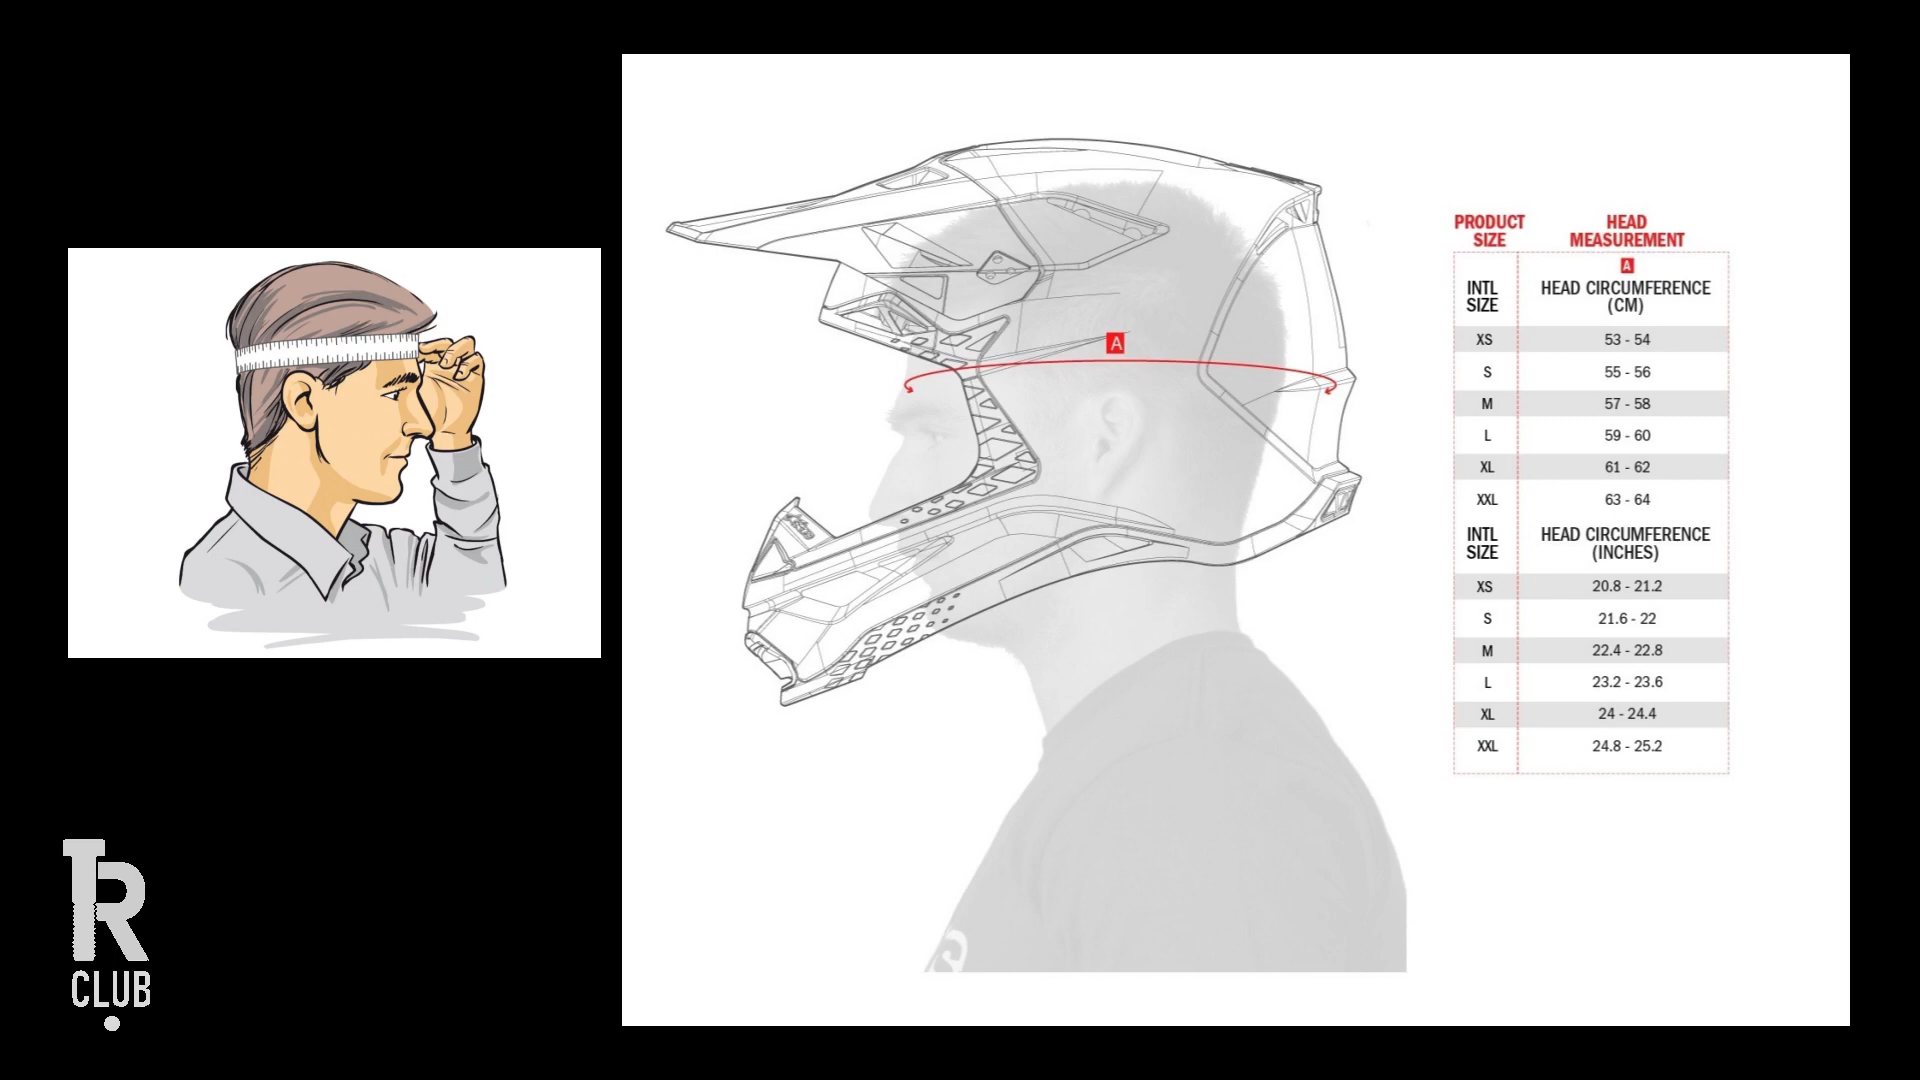 TR
CLUB
A
PRODUCT SIZE
HEAD MEASUREMENT
A
INTL SIZE
HEAD CIRCUMFERENCE (CM)
XS 53 - 54
S 55 - 56
M 57 - 58
L 59 - 60
XL 61 - 62
XXL 63 - 64
INTL SIZE
HEAD CIRCUMFERENCE (INCHES)
XS 20.8 - 21.2
S 21.6 - 22
M 22.4 - 22.8
L 23.2 - 23.6
XL 24 - 24.4
XXL 24.8 - 25.2